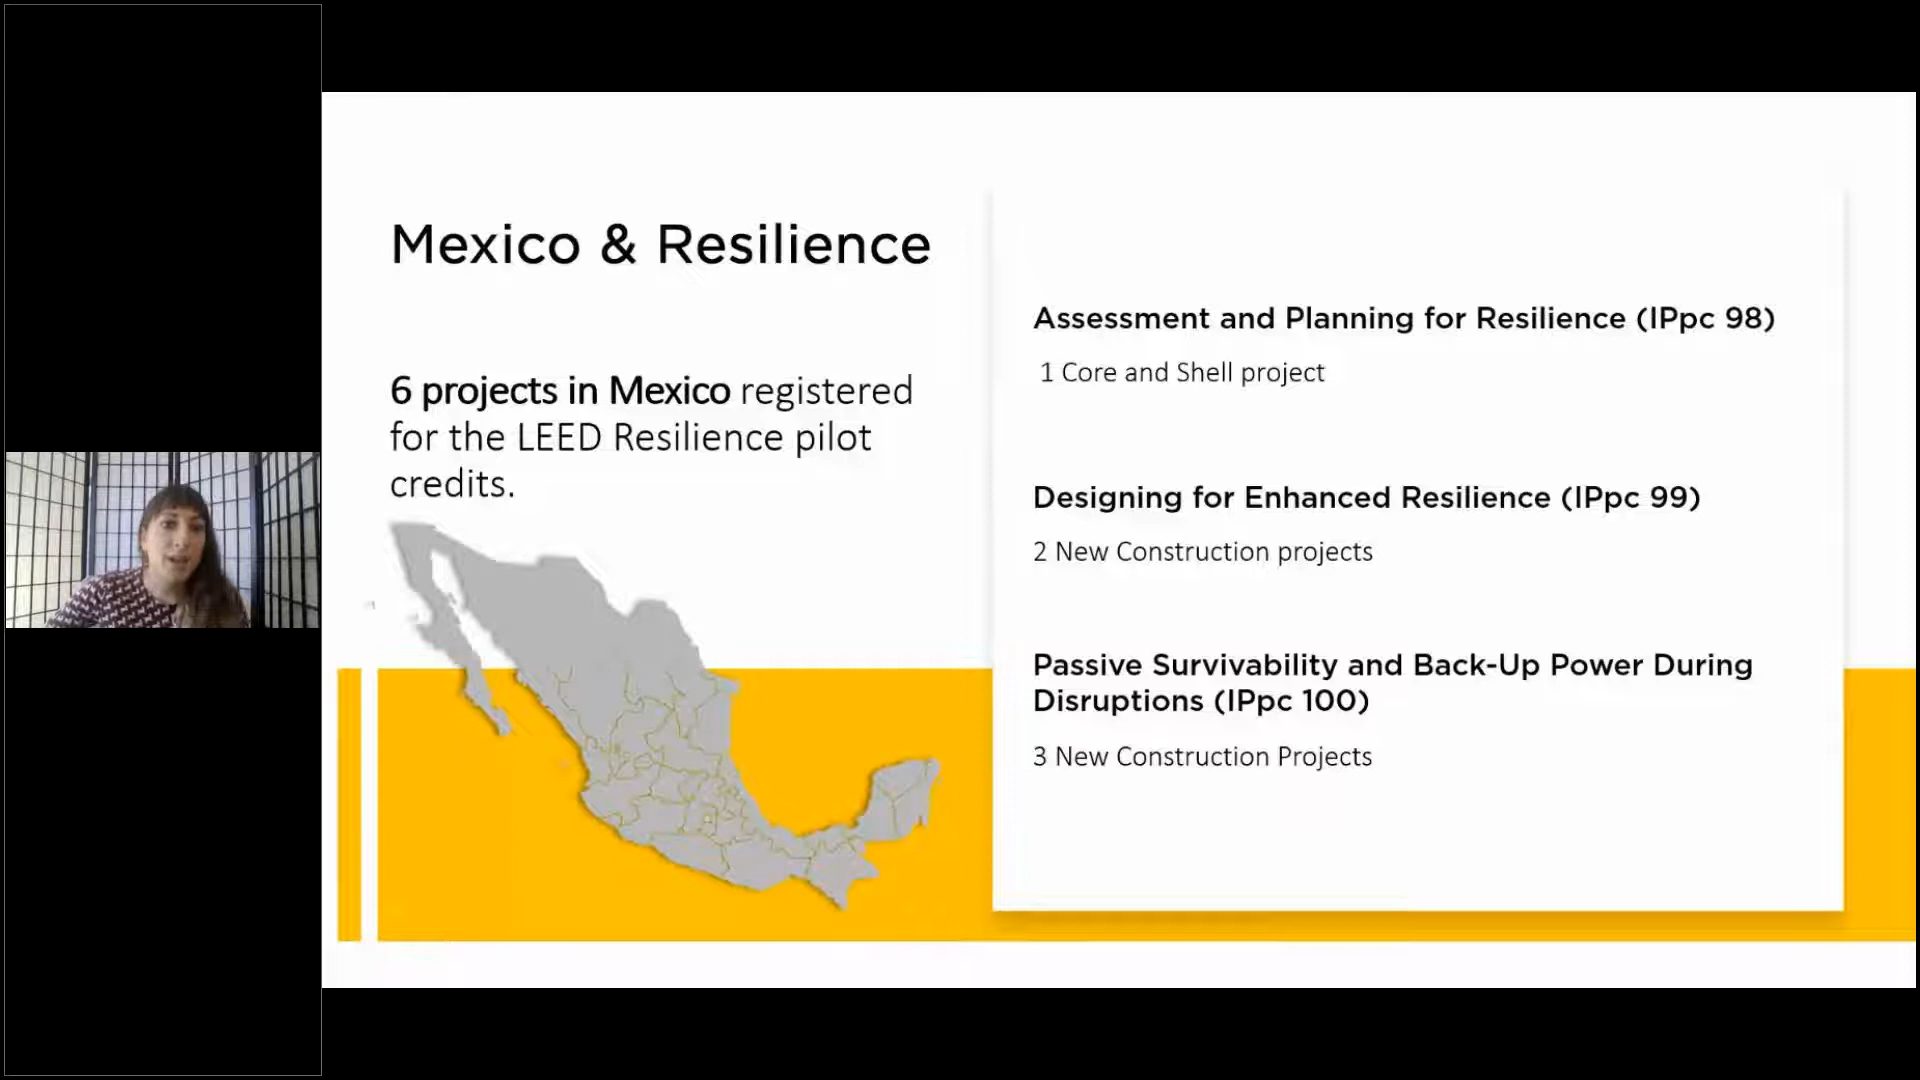 Mexico & Resilience
6 projects in Mexico registered
for the LEED Resilience pilot
credits.
Assessment and Planning for Resilience (IPpc 98)
1 Core and Shell project
Designing for Enhanced Resilience (IPpc 99)
2 New Construction projects
Passive Survivability and Back-Up Power During
Disruptions (IPpc 100)
3 New Construction Projects